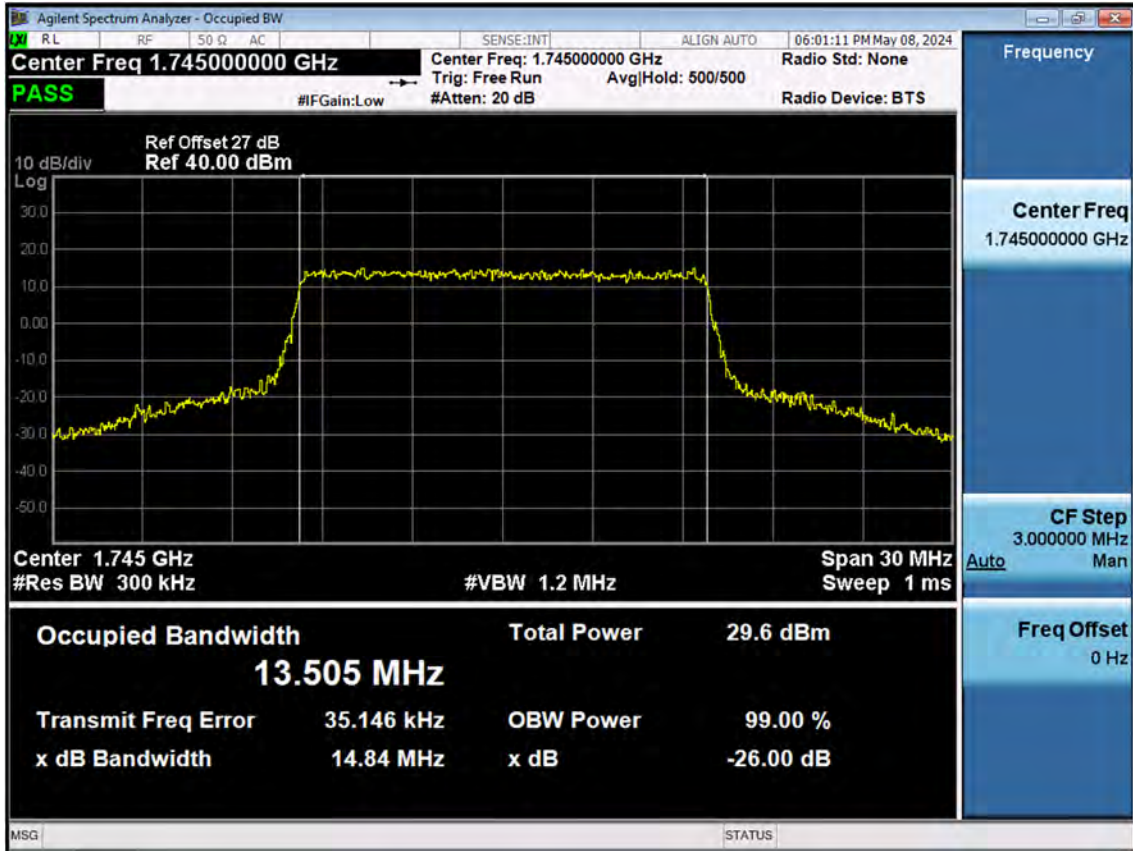 Agilent Spectrum Analyzer - Occupied BW
LXI RL RF 50 Ω AC SENSE:INT ALIGN AUTO 06:01:11 PM May 08, 2024
Center Freq 1.745000000 GHz Center Freq: 1.745000000 GHz Radio Std: None
Trig: Free Run Avg|Hold: 500/500
PASS #IFGain:Low #Atten: 20 dB Radio Device: BTS
Ref Offset 27 dB
10 dB/div Ref 40.00 dBm
Log
30.0
20.0
10.0
0.00
-10.0
-20.0
-30.0
-40.0
-50.0
Center 1.745 GHz Span 30 MHz
#Res BW 300 kHz #VBW 1.2 MHz Sweep 1 ms
Occupied Bandwidth Total Power 29.6 dBm
13.505 MHz
Transmit Freq Error 35.146 kHz OBW Power 99.00 %
x dB Bandwidth 14.84 MHz x dB -26.00 dB
MSG STATUS
Frequency
Center Freq
1.745000000 GHz
CF Step
3.000000 MHz
Auto Man
Freq Offset
0 Hz